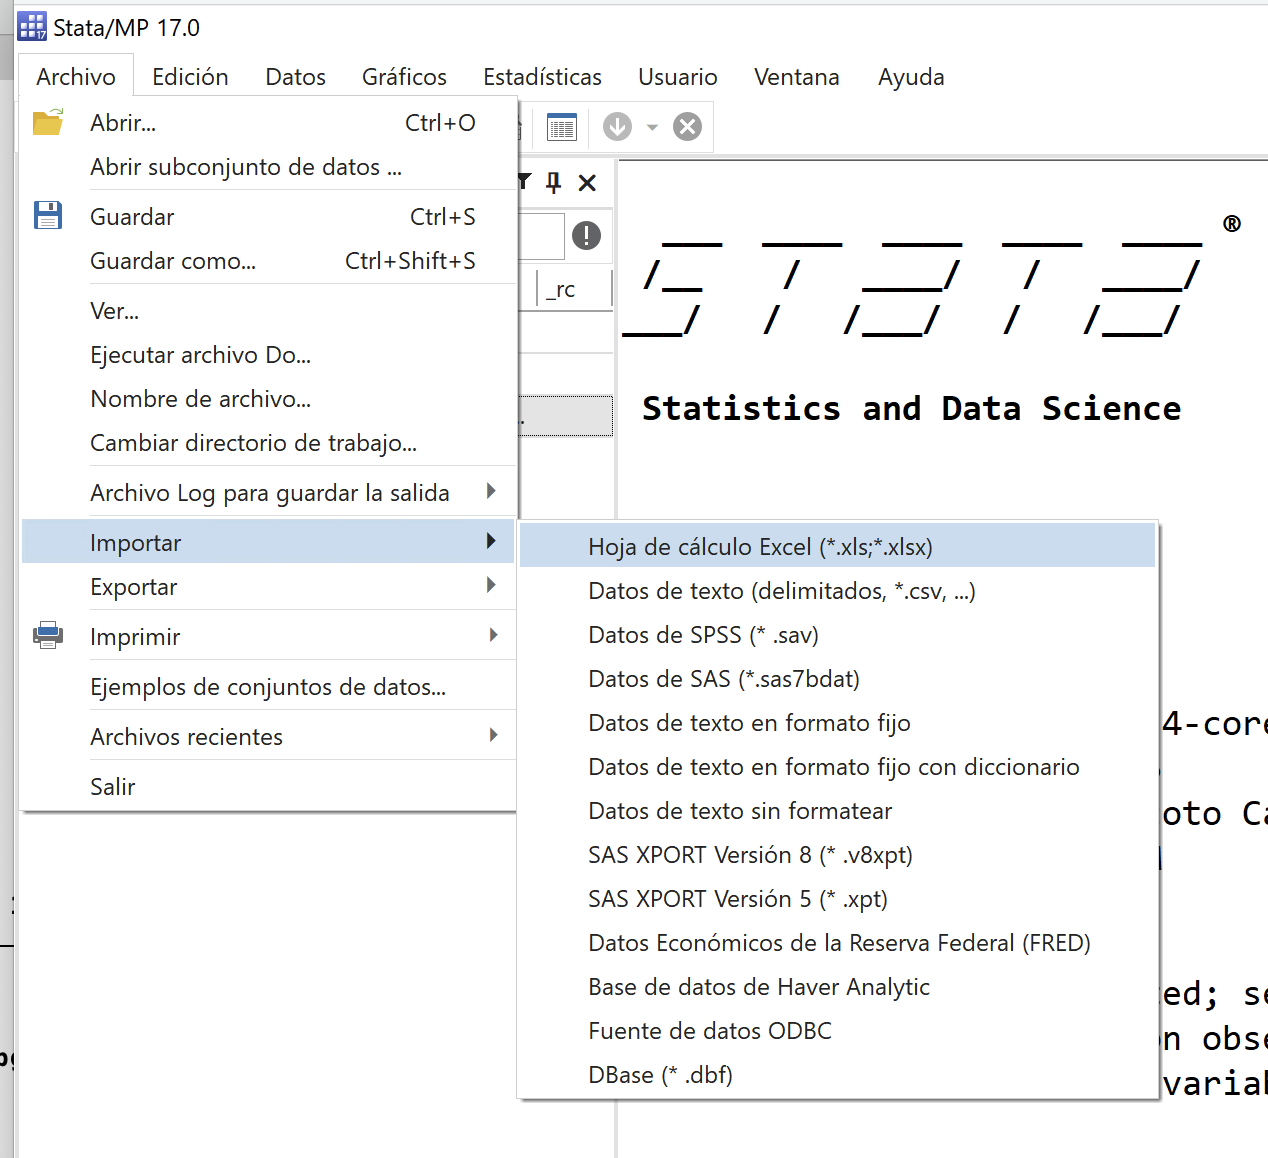 Stata/MP 17.0
Archivo Edición Datos Gráficos Estadísticas Usuario Ventana Ayuda
Abrir... Ctrl+O
Abrir subconjunto de datos ...
Guardar Ctrl+S
Guardar como... Ctrl+Shift+S
Ver...
Ejecutar archivo Do...
Nombre de archivo...
Cambiar directorio de trabajo...
Archivo Log para guardar la salida
Importar
Exportar
Imprimir
Ejemplos de conjuntos de datos...
Archivos recientes
Salir
_rc
®
Statistics and Data Science
Hoja de cálculo Excel (*.xls;*.xlsx)
Datos de texto (delimitados, *.csv, ...)
Datos de SPSS (* .sav)
Datos de SAS (*.sas7bdat)
Datos de texto en formato fijo
Datos de texto en formato fijo con diccionario
Datos de texto sin formatear
SAS XPORT Versión 8 (* .v8xpt)
SAS XPORT Versión 5 (* .xpt)
Datos Económicos de la Reserva Federal (FRED)
Base de datos de Haver Analytic
Fuente de datos ODBC
DBase (* .dbf)
4-core
oto Ca
ed; se
n obse
variab